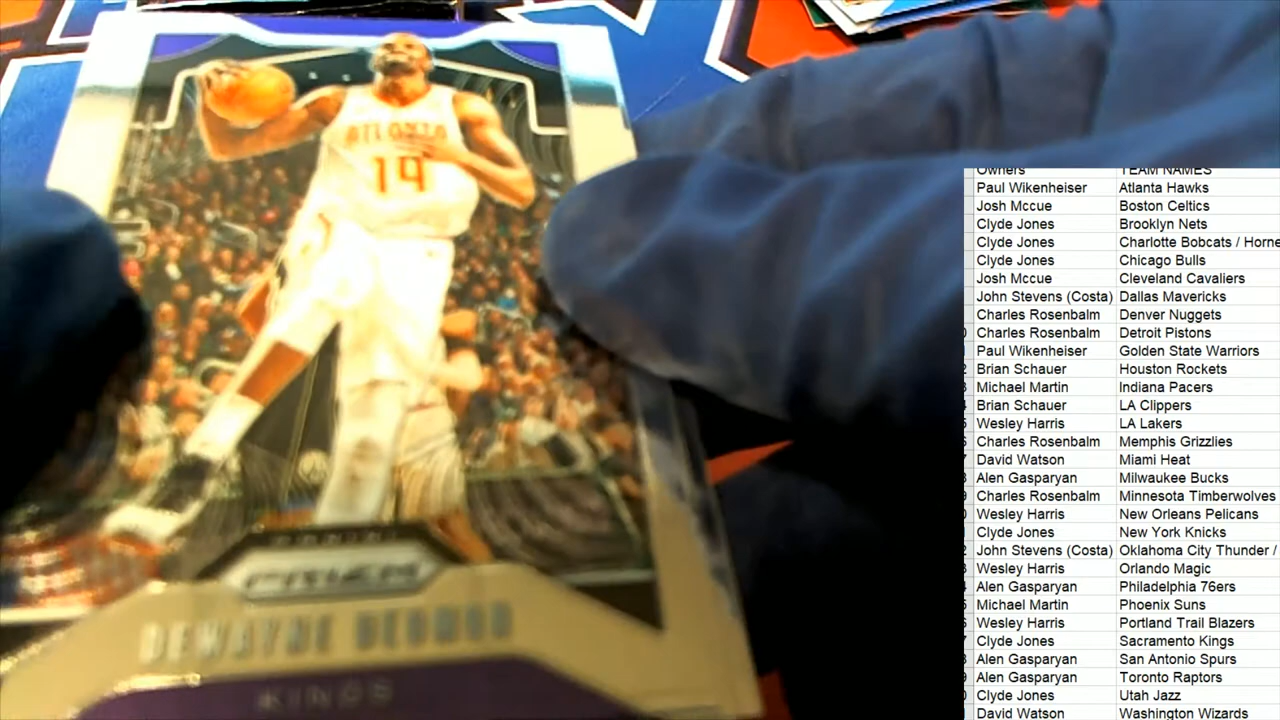 ATLANTA
14
PANINI
PRIZM
DEWAYNE DEDMON
KINGS
Owners TEAM NAMES
Paul Wikenheiser Atlanta Hawks
Josh Mccue Boston Celtics
Clyde Jones Brooklyn Nets
Clyde Jones Charlotte Bobcats / Horne
Clyde Jones Chicago Bulls
Josh Mccue Cleveland Cavaliers
John Stevens (Costa) Dallas Mavericks
Charles Rosenbalm Denver Nuggets
Charles Rosenbalm Detroit Pistons
Paul Wikenheiser Golden State Warriors
Brian Schauer Houston Rockets
Michael Martin Indiana Pacers
Brian Schauer LA Clippers
Wesley Harris LA Lakers
Charles Rosenbalm Memphis Grizzlies
David Watson Miami Heat
Alen Gasparyan Milwaukee Bucks
Charles Rosenbalm Minnesota Timberwolves
Wesley Harris New Orleans Pelicans
Clyde Jones New York Knicks
John Stevens (Costa) Oklahoma City Thunder /
Wesley Harris Orlando Magic
Alen Gasparyan Philadelphia 76ers
Michael Martin Phoenix Suns
Wesley Harris Portland Trail Blazers
Clyde Jones Sacramento Kings
Alen Gasparyan San Antonio Spurs
Alen Gasparyan Toronto Raptors
Clyde Jones Utah Jazz
David Watson Washington Wizards